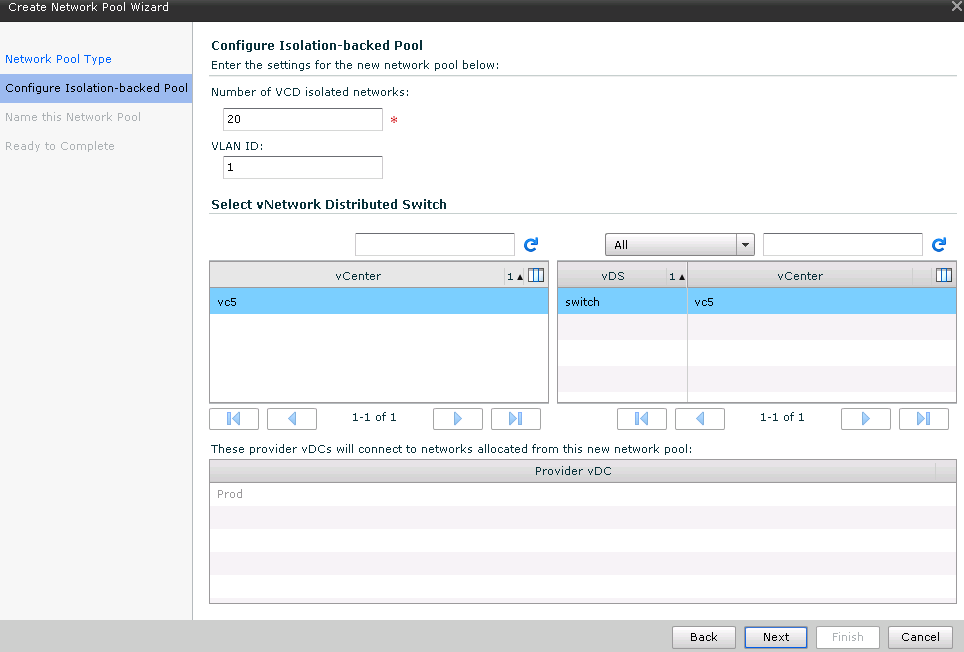 Create Network Pool Wizard
Network Pool Type
Configure Isolation-backed Pool
Name this Network Pool
Ready to Complete
Configure Isolation-backed Pool
Enter the settings for the new network pool below:
Number of VCD isolated networks:
20 *
VLAN ID:
1
Select vNetwork Distributed Switch
All
vCenter 1 ▲
vc5
vDS 1 ▲ vCenter
switch vc5
1-1 of 1
1-1 of 1
These provider vDCs will connect to networks allocated from this new network pool:
Provider vDC
Prod
Back Next Finish Cancel